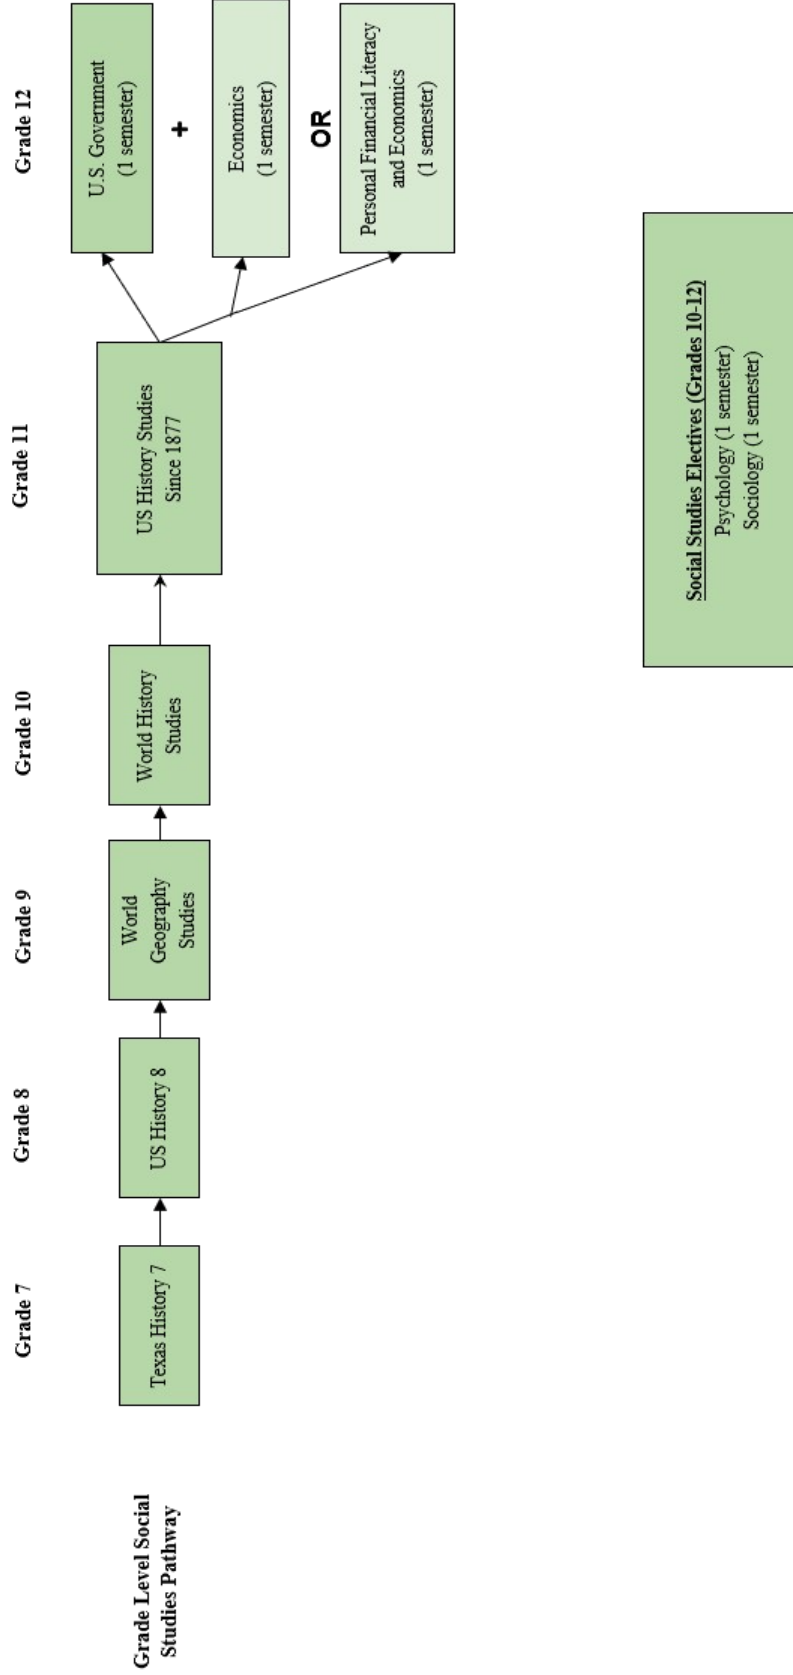 Grade 7
Grade 8
Grade 9
Grade 10
Grade 11
Grade 12
Grade Level Social
Studies Pathway
Texas History 7
US History 8
World
Geography
Studies
World History
Studies
US History Studies
Since 1877
U.S. Government
(1 semester)
+
Economics
(1 semester)
OR
Personal Financial Literacy
and Economics
(1 semester)
Social Studies Electives (Grades 10-12)
Psychology (1 semester)
Sociology (1 semester)